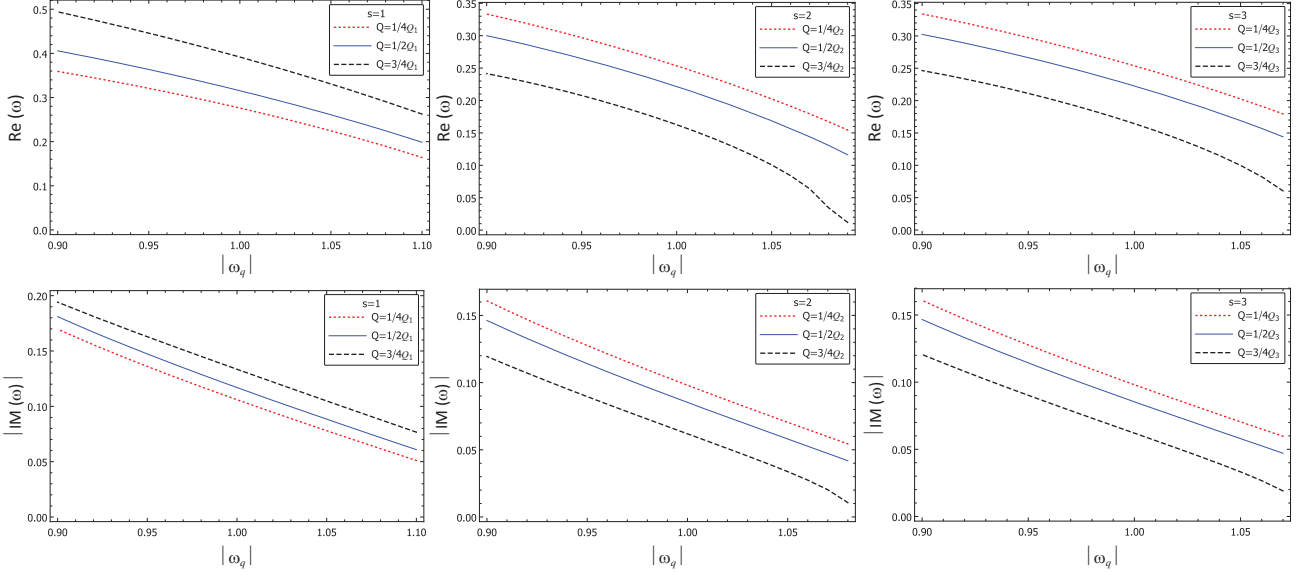 s=1
Q=1/4Q₁
Q=1/2Q₁
Q=3/4Q₁
Re (ω)
0.5
0.4
0.3
0.2
0.1
0.0
0.90 0.95 1.00 1.05 1.10
|ω_q|
s=2
Q=1/4Q₂
Q=1/2Q₂
Q=3/4Q₂
Re (ω)
0.35
0.30
0.25
0.20
0.15
0.10
0.05
0.00
0.90 0.95 1.00 1.05
|ω_q|
s=3
Q=1/4Q₃
Q=1/2Q₃
Q=3/4Q₃
Re (ω)
0.35
0.30
0.25
0.20
0.15
0.10
0.05
0.00
0.90 0.95 1.00 1.05
|ω_q|
s=1
Q=1/4Q₁
Q=1/2Q₁
Q=3/4Q₁
|IM (ω)|
0.20
0.15
0.10
0.05
0.00
0.90 0.95 1.00 1.05 1.10
|ω_q|
s=2
Q=1/4Q₂
Q=1/2Q₂
Q=3/4Q₂
|IM (ω)|
0.15
0.10
0.05
0.00
0.90 0.95 1.00 1.05
|ω_q|
s=3
Q=1/4Q₃
Q=1/2Q₃
Q=3/4Q₃
|IM (ω)|
0.15
0.10
0.05
0.00
0.90 0.95 1.00 1.05
|ω_q|